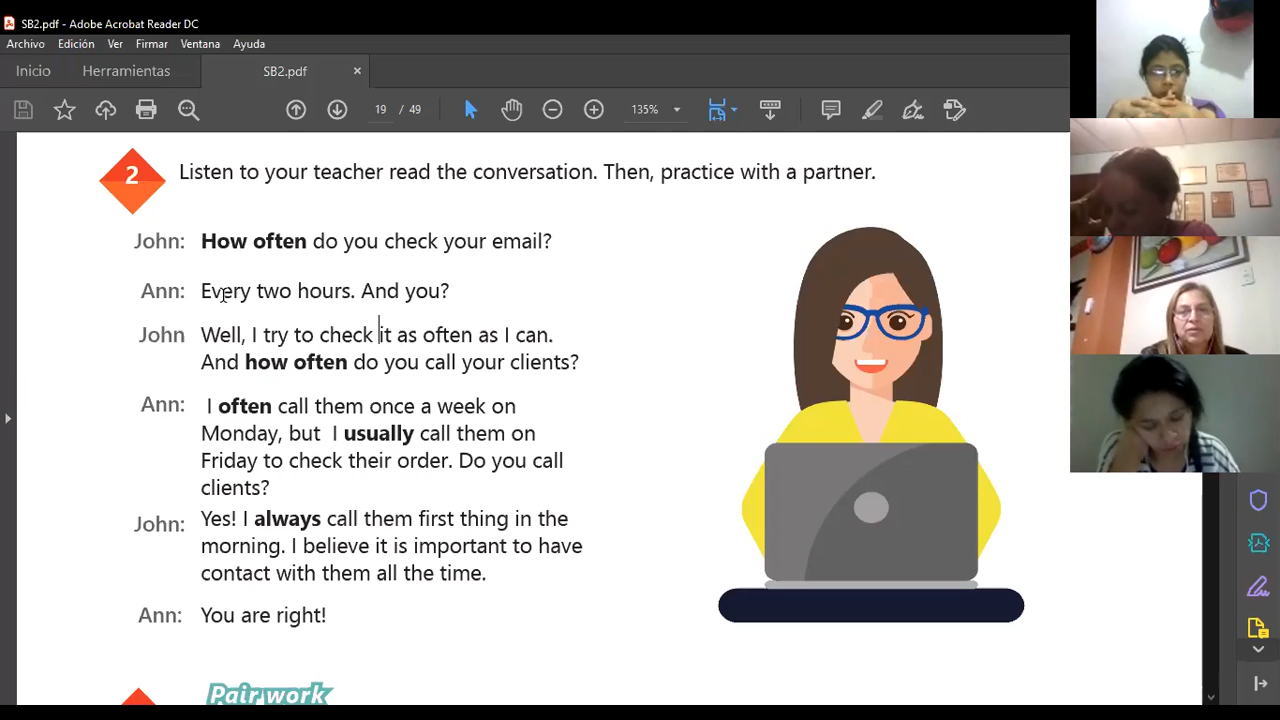 SB2.pdf - Adobe Acrobat Reader DC
Archivo Edición Ver Firmar Ventana Ayuda
Inicio Herramientas SB2.pdf ×
19 / 49 135%
2 Listen to your teacher read the conversation. Then, practice with a partner.
John: How often do you check your email?
Ann: Every two hours. And you?
John Well, I try to check it as often as I can.
And how often do you call your clients?
Ann: I often call them once a week on
Monday, but I usually call them on
Friday to check their order. Do you call
clients?
John: Yes! I always call them first thing in the
morning. I believe it is important to have
contact with them all the time.
Ann: You are right!
Pair work